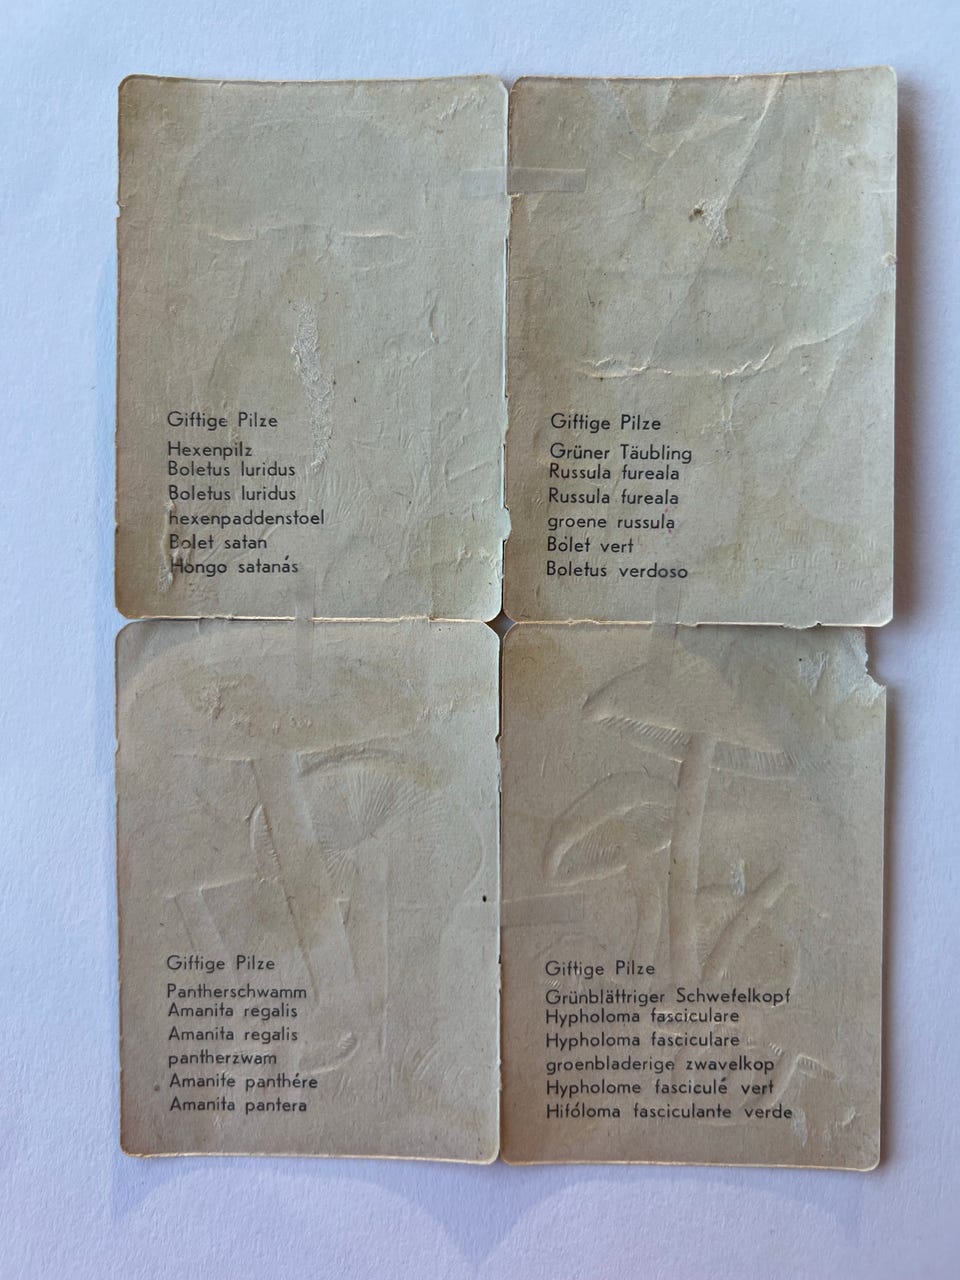 Giftige Pilze
Hexenpilz
Boletus luridus
Boletus luridus
hexenpaddenstoel
Bolet satan
Hongo satanás
Giftige Pilze
Grüner Täubling
Russula fureala
Russula fureala
groene russula
Bolet vert
Boletus verdoso
Giftige Pilze
Pantherschwamm
Amanita regalis
Amanita regalis
pantherzwam
Amanite panthére
Amanita pantera
Giftige Pilze
Grünblättriger Schwefelkopf
Hypholoma fasciculare
Hypholoma fasciculare
groenbladerige zwavelkop
Hypholome fasciculé vert
Hifóloma fasciculante verde